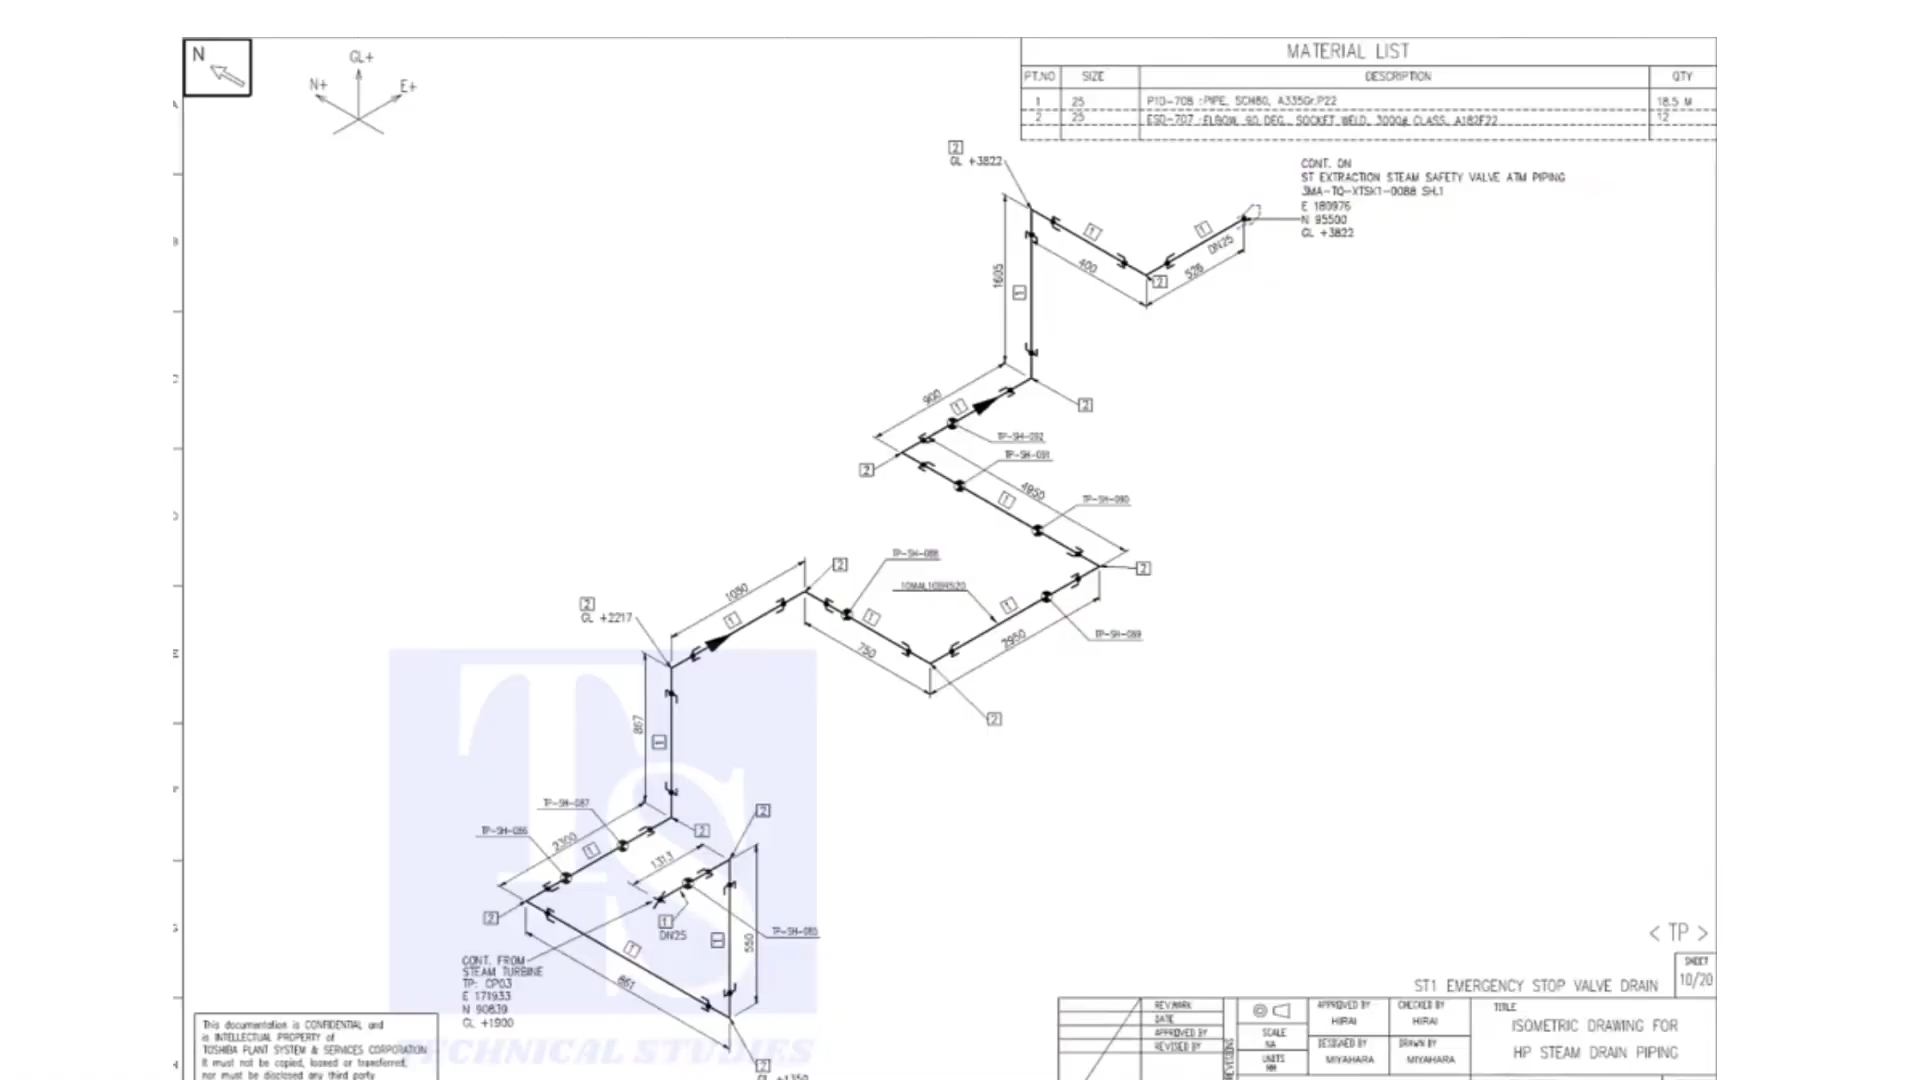 N
GL+
N+
E+
MATERIAL LIST
PT.NO SIZE DESCRIPTION QTY
1 25 P10-708 :PIPE, SCH80, A335Gr.P22 18.5 M
2 25 ESD-707 :ELBOW, 90 DEG., SOCKET WELD, 3000# CLASS, A182F22 12
2
GL +3822
CONT. ON
ST EXTRACTION STEAM SAFETY VALVE ATM PIPING
3MA-TQ-XTSK1-0088 SH.1
E 180976
N 95500
GL +3822
1
1
DN25
400
526
2
1605
1
900
1
2
TP-SH-092
TP-SH-091
2
4950
1
TP-SH-090
TP-SH-088
2
2
1050
1
1
1
TP-SH-089
2
GL +2217
750
2950
2
867
1
TP-SH-087
TP-SH-086
2
2
2300
1
1313
2
1
DN25
1
550
TP-SH-085
1
861
CONT. FROM
STEAM TURBINE
TP: CP03
E 171933
N 90839
GL +1900
2
TS
TECHNICAL STUDIES
< TP >
ST1 EMERGENCY STOP VALVE DRAIN
SHEET
10/20
This documentation is CONFIDENTIAL and
is INTELLECTUAL PROPERTY of
TOSHIBA PLANT SYSTEM & SERVICES CORPORATION
It must not be copied, loaned or transferred,
nor must be disclosed any third party
REV.MARK
DATE
APPROVED BY
REVISED BY
REVISIONS
SCALE
NA
UNITS
APPROVED BY
HIRAI
CHECKED BY
HIRAI
DESIGNED BY
MIYAHARA
DRAWN BY
MIYAHARA
TITLE
ISOMETRIC DRAWING FOR
HP STEAM DRAIN PIPING